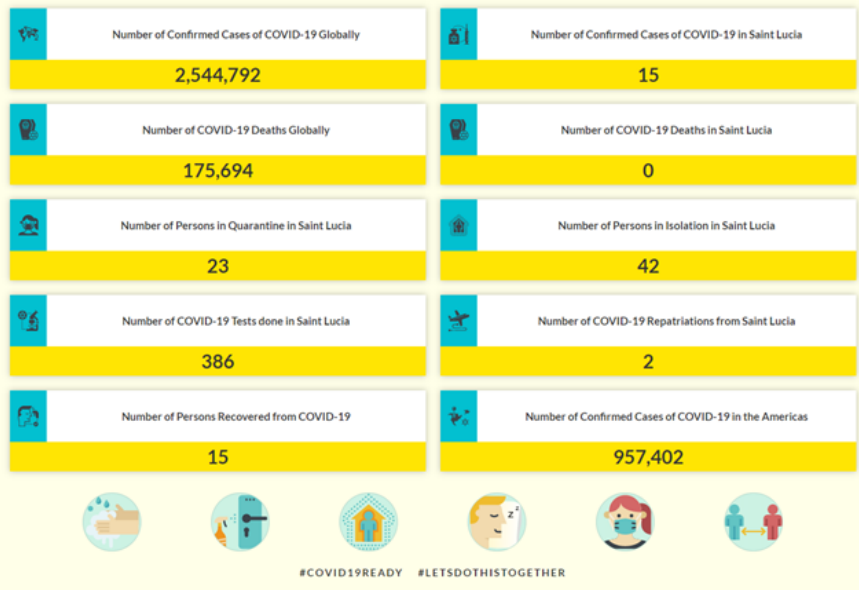 Number of Confirmed Cases of COVID-19 Globally
2,544,792
Number of Confirmed Cases of COVID-19 in Saint Lucia
15
Number of COVID-19 Deaths Globally
175,694
Number of COVID-19 Deaths in Saint Lucia
0
Number of Persons in Quarantine in Saint Lucia
23
Number of Persons in Isolation in Saint Lucia
42
Number of COVID-19 Tests done in Saint Lucia
386
Number of COVID-19 Repatriations from Saint Lucia
2
Number of Persons Recovered from COVID-19
15
Number of Confirmed Cases of COVID-19 in the Americas
957,402
z z
#COVID19READY #LETSDOTHISTOGETHER